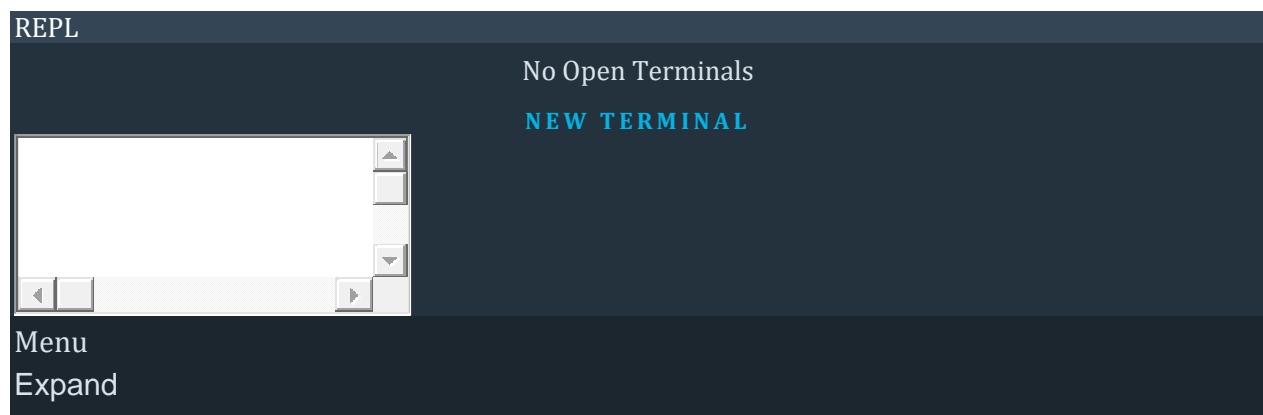 REPL
No Open Terminals
NEW TERMINAL
Menu
Expand